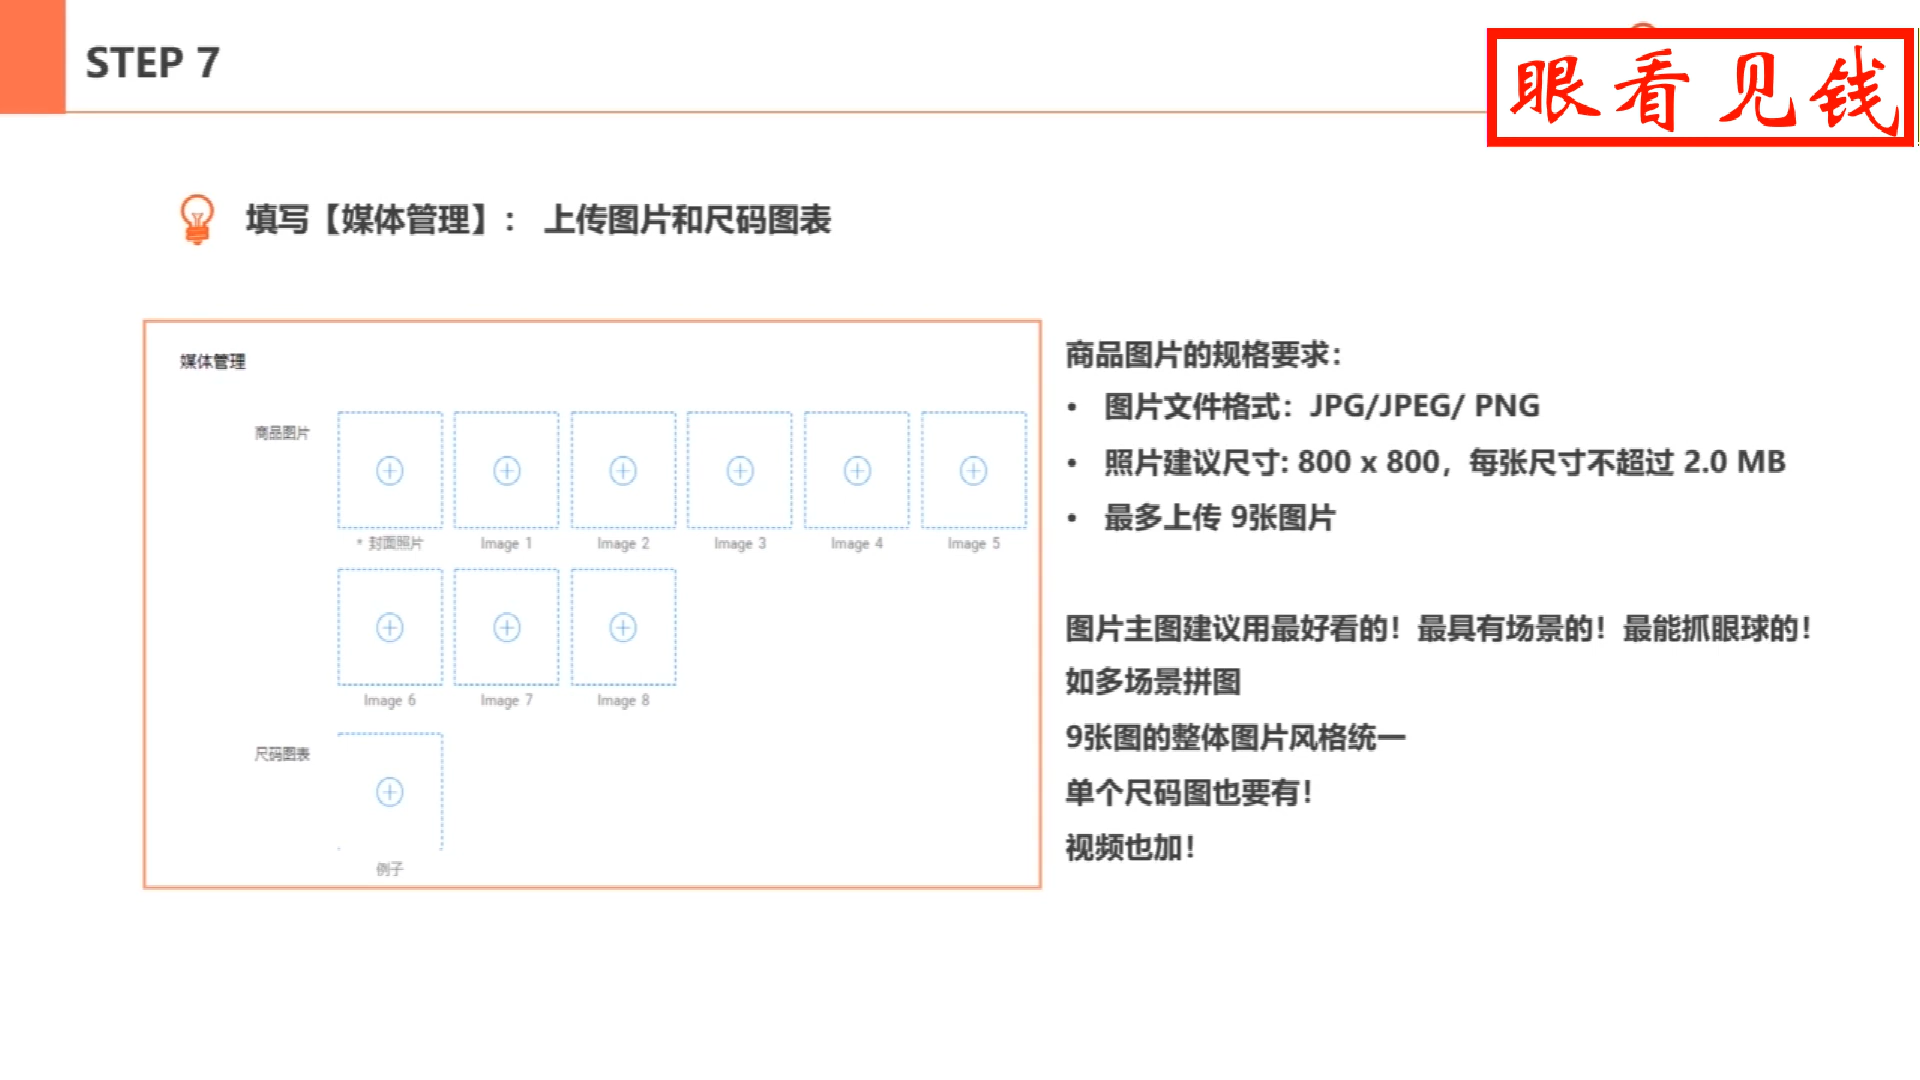 STEP 7
眼看见钱
填写【媒体管理】： 上传图片和尺码图表
媒体管理
商品图片
* 封面照片
Image 1
Image 2
Image 3
Image 4
Image 5
Image 6
Image 7
Image 8
尺码图表
例子
商品图片的规格要求：
• 图片文件格式：JPG/JPEG/ PNG
• 照片建议尺寸: 800 x 800，每张尺寸不超过 2.0 MB
• 最多上传 9张图片
图片主图建议用最好看的！最具有场景的！最能抓眼球的！
如多场景拼图
9张图的整体图片风格统一
单个尺码图也要有！
视频也加！